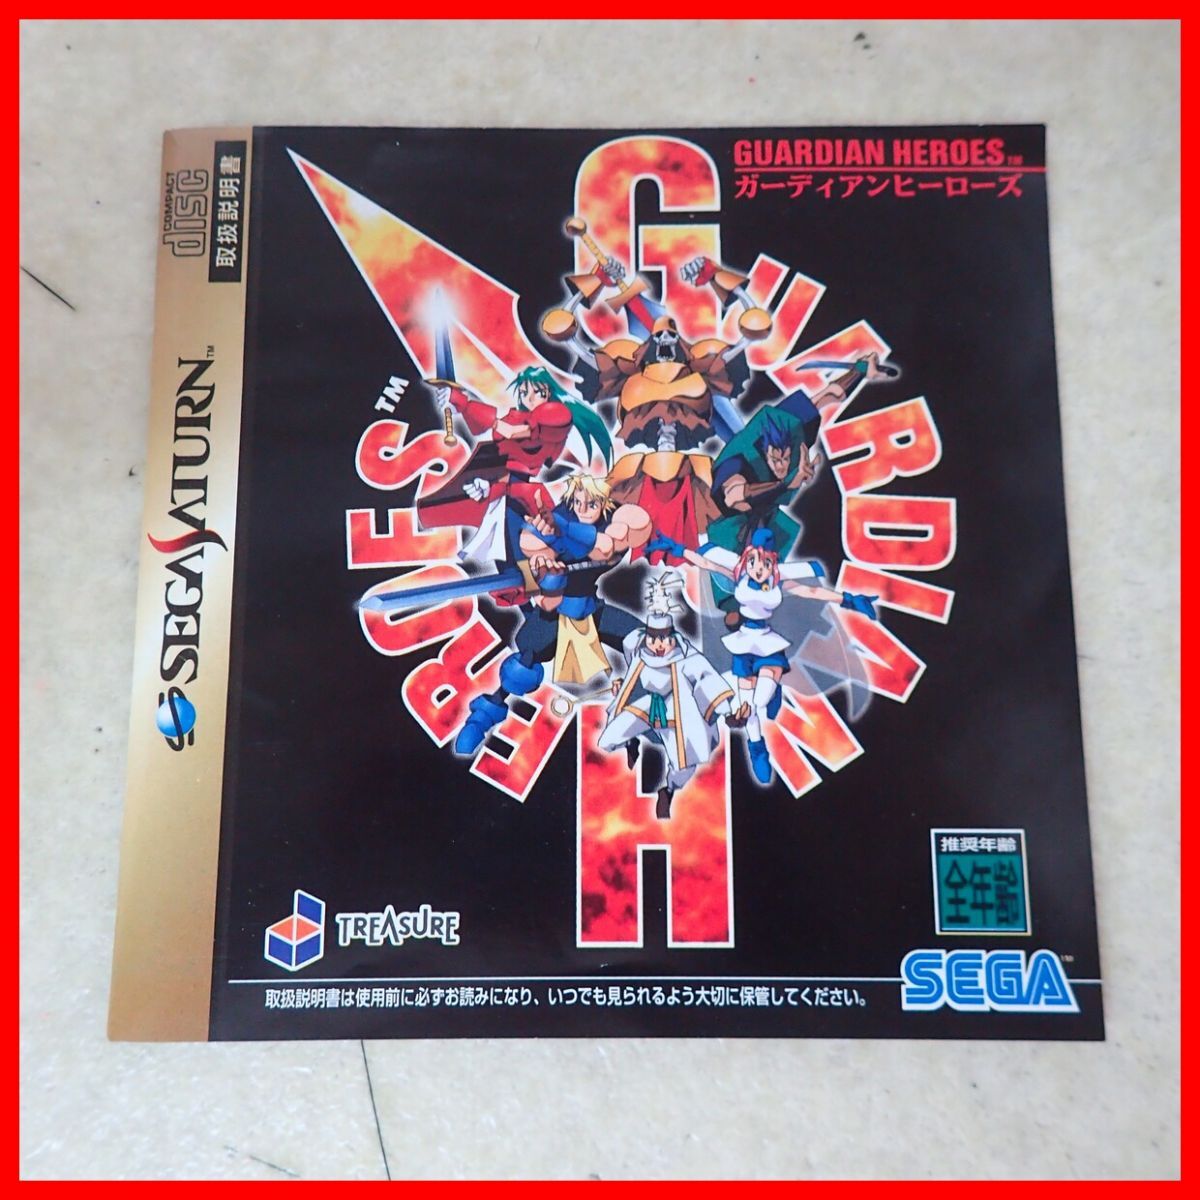 COMPACT
disc
取扱説明書
SEGA SATURN™
GUARDIAN HEROES™
ガーディアンヒーローズ
GUARDIAN
HEROES™
TREASURE
推奨年齢
全年齢
SEGA
取扱説明書は使用前に必ずお読みになり、いつでも見られるよう大切に保管してください。